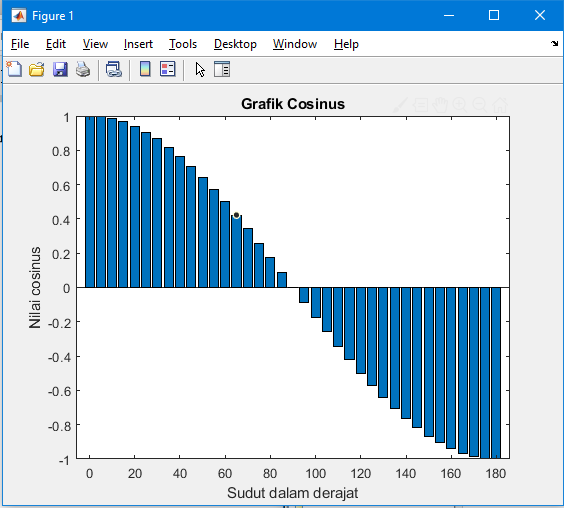 Figure 1
File Edit View Insert Tools Desktop Window Help
Grafik Cosinus
1
0.8
0.6
0.4
0.2
0
-0.2
-0.4
-0.6
-0.8
-1
Nilai cosinus
0 20 40 60 80 100 120 140 160 180
Sudut dalam derajat